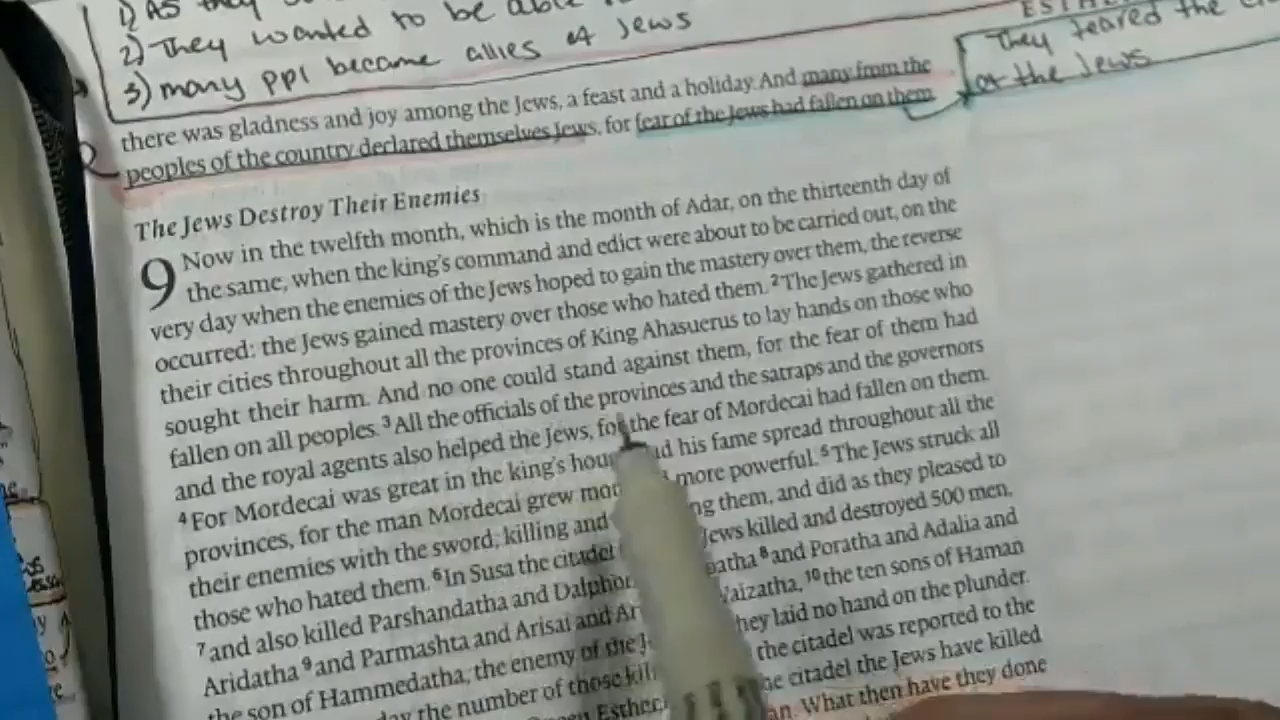 1) As they
2) They wanted to be able
3) many ppl become allies of Jews
They feared the
of the Jews
there was gladness and joy among the Jews, a feast and a holiday. And many from the
peoples of the country declared themselves Jews, for fear of the Jews had fallen on them
The Jews Destroy Their Enemies
9 Now in the twelfth month, which is the month of Adar, on the thirteenth day of
the same, when the king's command and edict were about to be carried out, on the
very day when the enemies of the Jews hoped to gain the mastery over them, the reverse
occurred: the Jews gained mastery over those who hated them. 2 The Jews gathered in
their cities throughout all the provinces of King Ahasuerus to lay hands on those who
sought their harm. And no one could stand against them, for the fear of them had
fallen on all peoples. 3 All the officials of the provinces and the satraps and the governors
and the royal agents also helped the Jews, for the fear of Mordecai had fallen on them.
4 For Mordecai was great in the king's his fame spread throughout all the
provinces, for the man Mordecai grew more powerful. 5 The Jews struck all
their enemies with the sword, killing and them, and did as they pleased to
those who hated them. 6 In Susa the citadel Jews killed and destroyed 500 men,
7 and also killed Parshandatha and 8 and Poratha and Adalia and
Aridatha 9 and Parmashta and Arisai and Vaizatha, 10 the ten sons of Haman
the son of Hammedatha, the enemy of the they laid no hand on the plunder.
the number of those the citadel was reported to the
Esther, citadel the Jews have killed
What then have they done